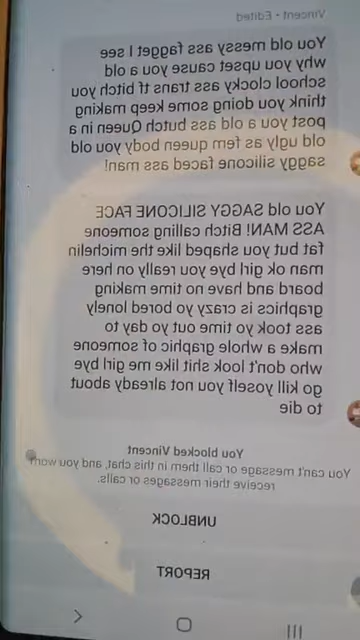 Vincent • Edited
You old messy ass fagget I see
why you upset cause you a old
school clocky ass trans tf bitch you
think you doing some keep making
post you a old ass butch Queen in a
old ugly as fem queen body you old
saggy silicone faced ass man!
You old SAGGY SILICONE FACE
ASS MAN! Bitch calling someone
fat but you shaped like the michelin
man ok girl bye you really on here
board and have no time making
graphics is crazy yo bored lonely
ass took yo time out yo day to
make a whole graphic of someone
who don't look shit like me girl bye
go kill yoself you not already about
to die
You blocked Vincent
You can't message or call them in this chat, and you won't
receive their messages or calls.
UNBLOCK
REPORT